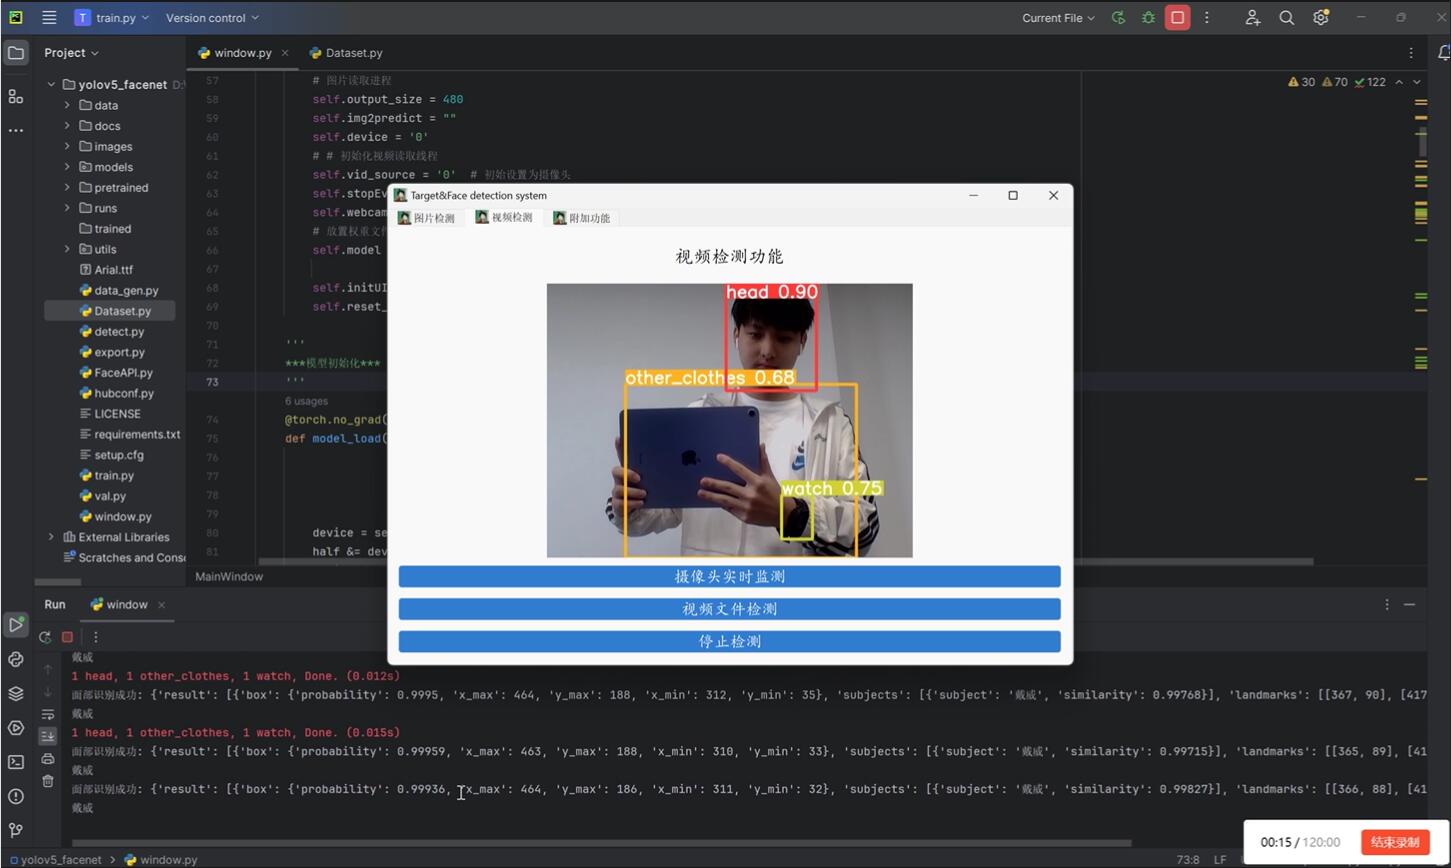 train.py
Version control
Current File
Project
window.py
Dataset.py
yolov5_facenet
data
docs
images
models
pretrained
runs
trained
utils
Arial.ttf
data_gen.py
Dataset.py
detect.py
export.py
FaceAPI.py
hubconf.py
LICENSE
requirements.txt
setup.cfg
train.py
val.py
window.py
External Libraries
Scratches and Conso
30 70 122
57 # 图片读取进程
58 self.output_size = 480
59 self.img2predict = ""
60 self.device = '0'
61 # # 初始化视频读取线程
62 self.vid_source = '0' # 初始设置为摄像头
63 self.stopEv
64 self.webcam
65 # 放置权重文件
66 self.model
67
68 self.initUI
69 self.reset_
70
71 '''
72 ***模型初始化***
73 '''
6 usages
74 @torch.no_grad(
75 def model_load(
76
77
78
79
80 device = se
81 half &= dev
MainWindow
Target&Face detection system
图片检测
视频检测
附加功能
视频检测功能
head 0.90
other_clothes 0.68
watch 0.75
摄像头实时监测
视频文件检测
停止检测
Run
window
戴威
1 head, 1 other_clothes, 1 watch, Done. (0.012s)
面部识别成功: {'result': [{'box': {'probability': 0.9995, 'x_max': 464, 'y_max': 188, 'x_min': 312, 'y_min': 35}, 'subjects': [{'subject': '戴威', 'similarity': 0.99768}], 'landmarks': [[367, 90], [417
戴威
1 head, 1 other_clothes, 1 watch, Done. (0.015s)
面部识别成功: {'result': [{'box': {'probability': 0.99959, 'x_max': 463, 'y_max': 188, 'x_min': 310, 'y_min': 33}, 'subjects': [{'subject': '戴威', 'similarity': 0.99715}], 'landmarks': [[365, 89], [41
戴威
面部识别成功: {'result': [{'box': {'probability': 0.99936, 'x_max': 464, 'y_max': 186, 'x_min': 311, 'y_min': 32}, 'subjects': [{'subject': '戴威', 'similarity': 0.99827}], 'landmarks': [[366, 88], [41
戴威
00:15 / 120:00
结束录制
yolov5_facenet
window.py
73:8 LF